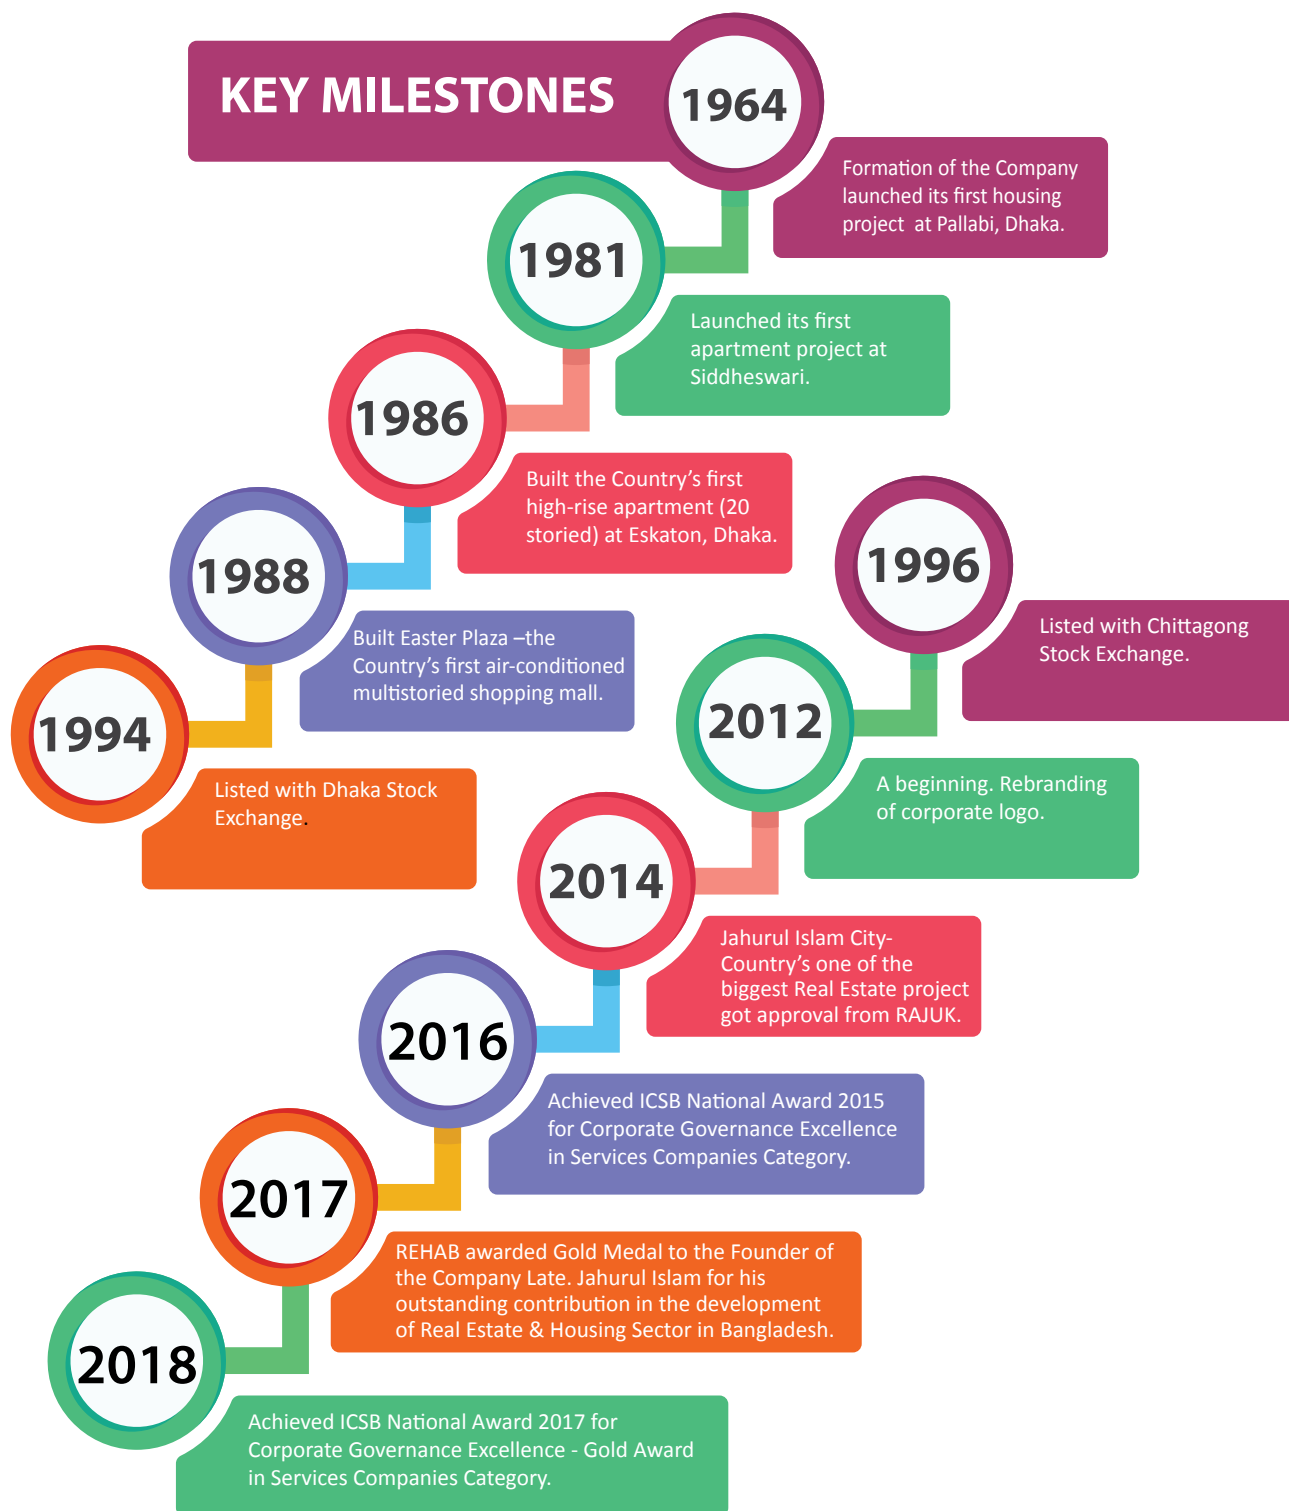 KEY MILESTONES
1964
Formation of the Company
launched its first housing
project at Pallabi, Dhaka.
1981
Launched its first
apartment project at
Siddheswari.
1986
Built the Country’s first
high-rise apartment (20
storied) at Eskaton, Dhaka.
1988
Built Easter Plaza –the
Country’s first air-conditioned
multistoried shopping mall.
1994
Listed with Dhaka Stock
Exchange.
1996
Listed with Chittagong
Stock Exchange.
2012
A beginning. Rebranding
of corporate logo.
2014
Jahurul Islam City-
Country’s one of the
biggest Real Estate project
got approval from RAJUK.
2016
Achieved ICSB National Award 2015
for Corporate Governance Excellence
in Services Companies Category.
2017
REHAB awarded Gold Medal to the Founder of
the Company Late. Jahurul Islam for his
outstanding contribution in the development
of Real Estate & Housing Sector in Bangladesh.
2018
Achieved ICSB National Award 2017 for
Corporate Governance Excellence - Gold Award
in Services Companies Category.